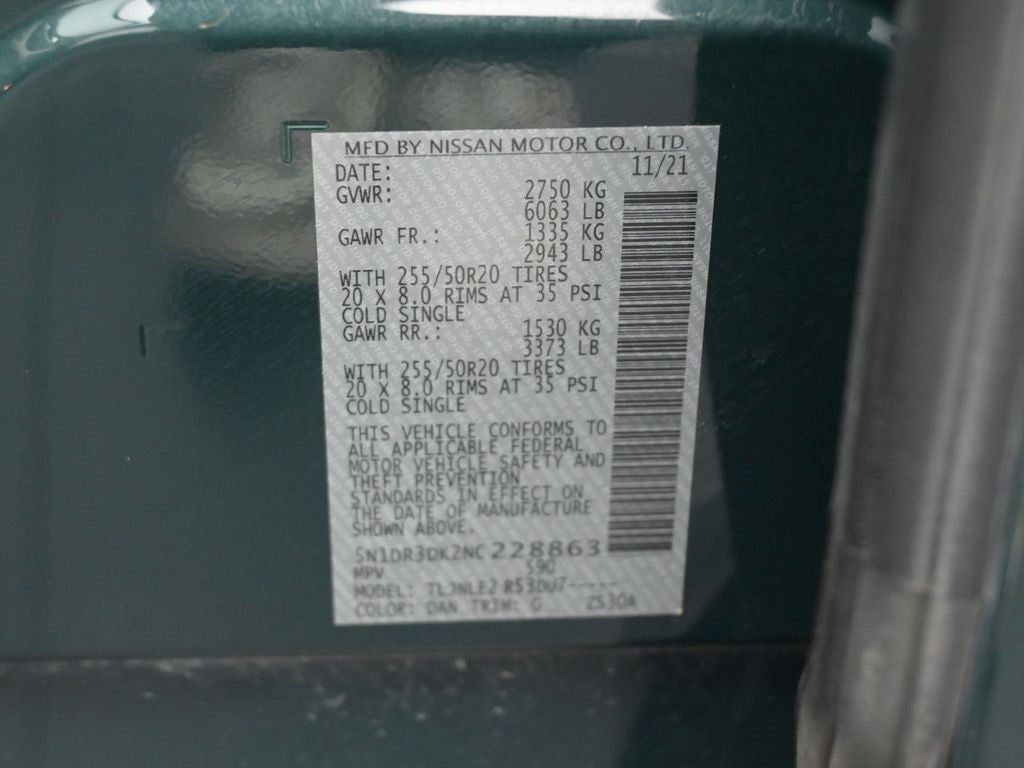 MFD BY NISSAN MOTOR CO., LTD.
DATE: 11/21
GVWR: 2750 KG
6063 LB
GAWR FR.: 1335 KG
2943 LB
WITH 255/50R20 TIRES
20 X 8.0 RIMS AT 35 PSI
COLD SINGLE
GAWR RR.: 1530 KG
3373 LB
WITH 255/50R20 TIRES
20 X 8.0 RIMS AT 35 PSI
COLD SINGLE
THIS VEHICLE CONFORMS TO
ALL APPLICABLE FEDERAL
MOTOR VEHICLE SAFETY AND
THEFT PREVENTION
STANDARDS IN EFFECT ON
THE DATE OF MANUFACTURE
SHOWN ABOVE.
5N1DR3DK2NC228863
MPV 590
MODEL:
COLOR: DAN TRIM: G